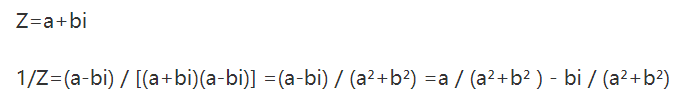 Z=a+bi
1/Z=(a-bi) / [(a+bi)(a-bi)] =(a-bi) / (a²+b²) =a / (a²+b² ) - bi / (a²+b²)